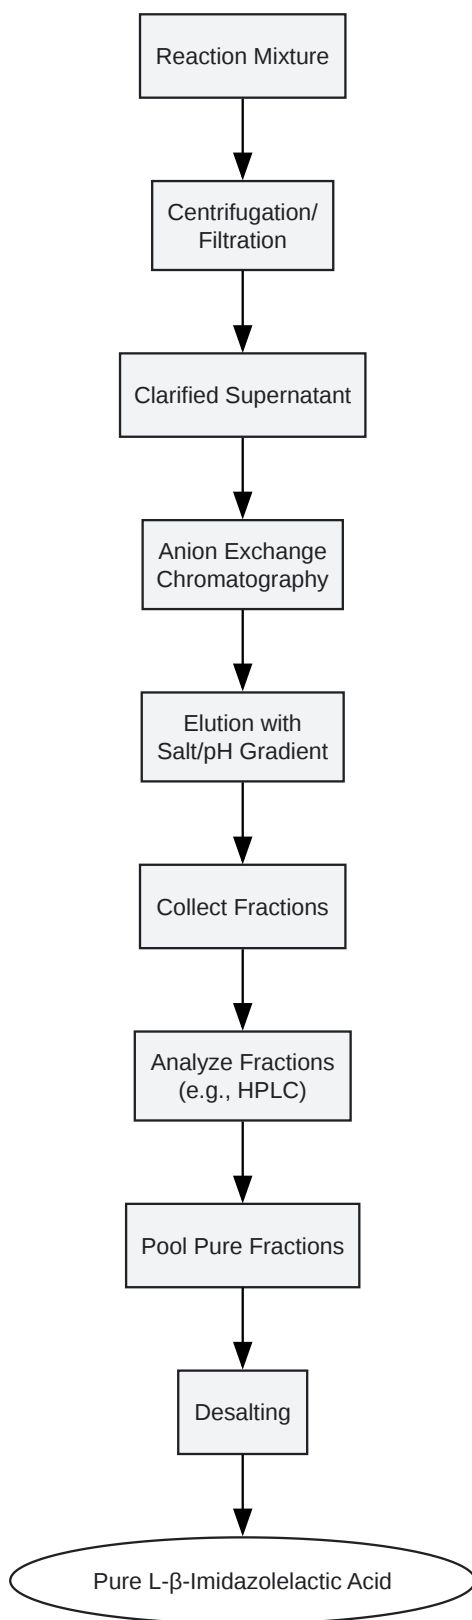 Reaction Mixture
Centrifugation/
Filtration
Clarified Supernatant
Anion Exchange
Chromatography
Elution with
Salt/pH Gradient
Collect Fractions
Analyze Fractions
(e.g., HPLC)
Pool Pure Fractions
Desalting
Pure L-β-Imidazolelactic Acid